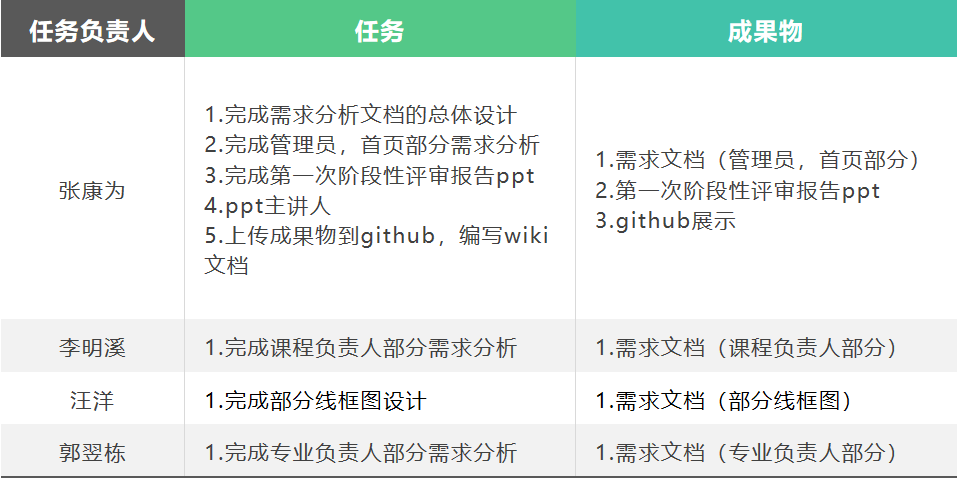 任务负责人
任务
成果物
张康为
1.完成需求分析文档的总体设计
2.完成管理员，首页部分需求分析
3.完成第一次阶段性评审报告ppt
4.ppt主讲人
5.上传成果物到github，编写wiki
文档
1.需求文档（管理员，首页部分）
2.第一次阶段性评审报告ppt
3.github展示
李明溪
1.完成课程负责人部分需求分析
1.需求文档（课程负责人部分）
汪洋
1.完成部分线框图设计
1.需求文档（部分线框图）
郭翌栋
1.完成专业负责人部分需求分析
1.需求文档（专业负责人部分）